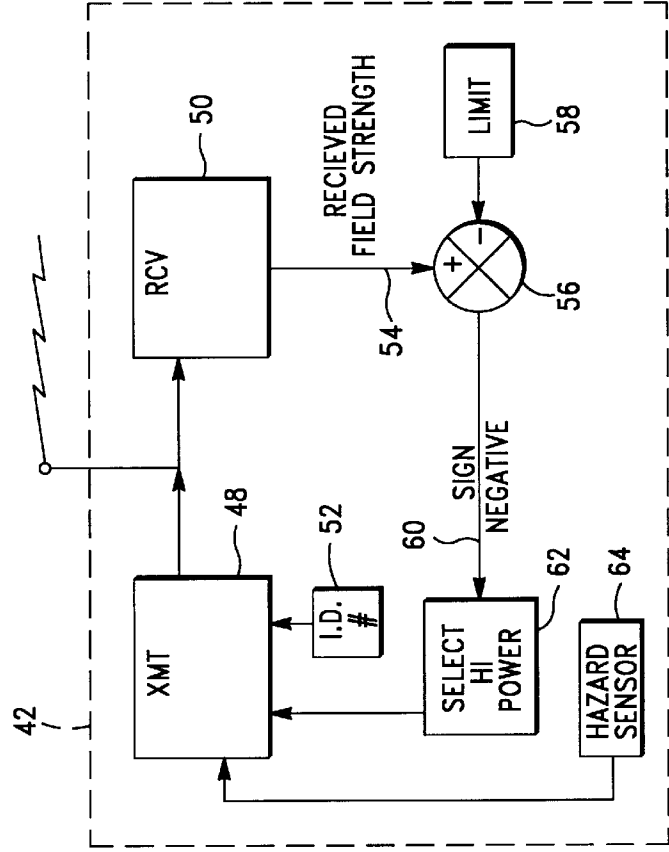 42
XMT
48
RCV
50
I.D.
#
52
RECIEVED
FIELD STRENGTH
54
+
−
56
LIMIT
58
SIGN
NEGATIVE
60
SELECT
HI
POWER
62
HAZARD
SENSOR
64